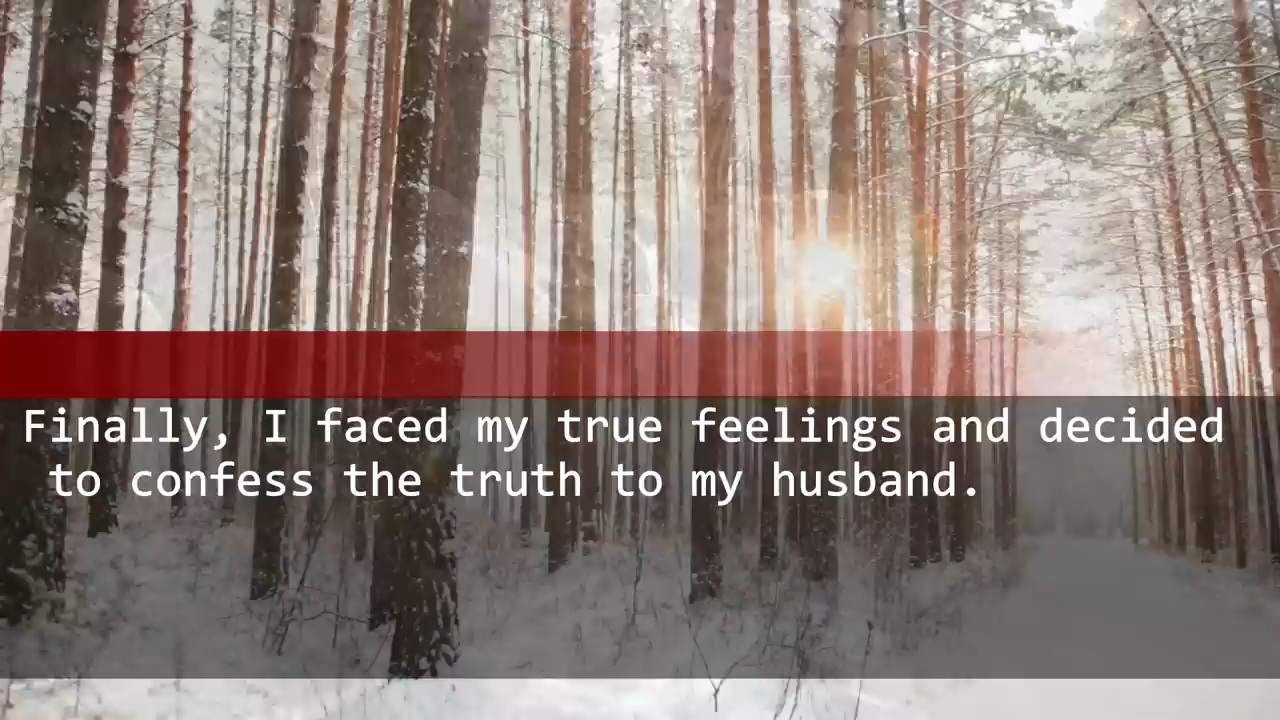 Finally, I faced my true feelings and decided
to confess the truth to my husband.